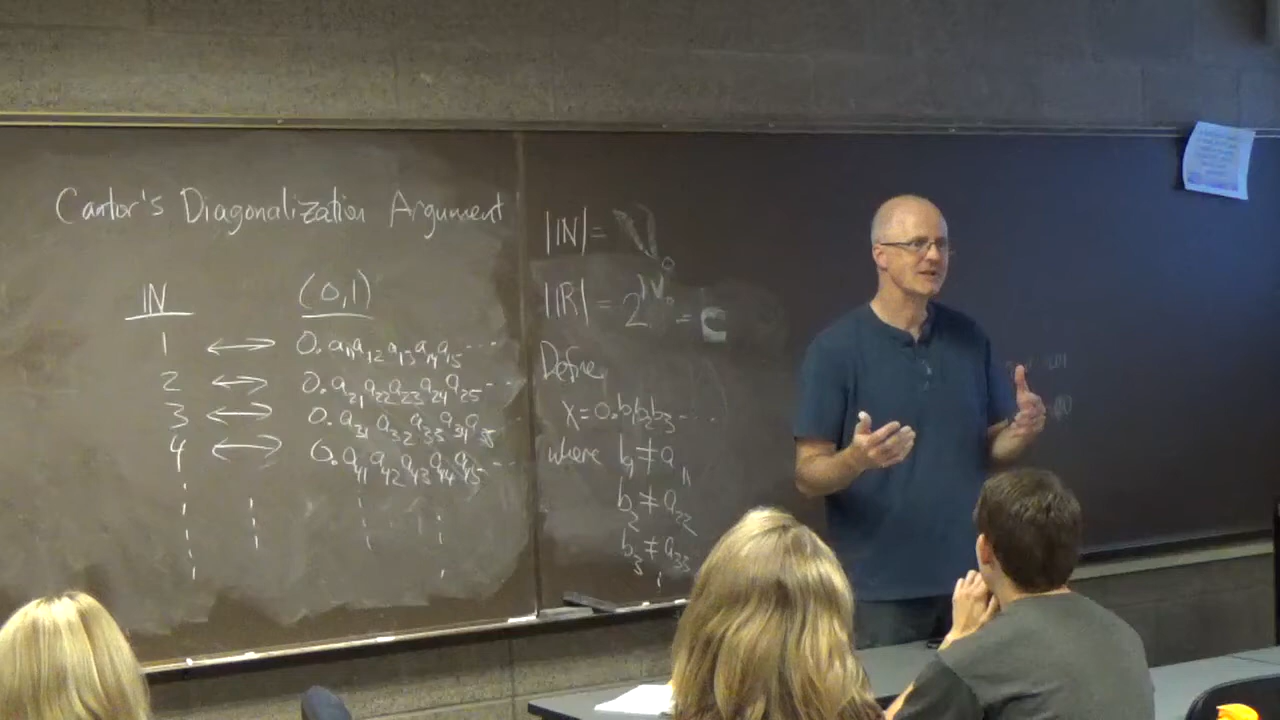 Cantor's Diagonalization Argument
IN (0,1)
1 ↔ 0.a₁₁a₁₂a₁₃a₁₄a₁₅ ...
2 ↔ 0.a₂₁a₂₂a₂₃a₂₄a₂₅ ...
3 ↔ 0.a₃₁a₃₂a₃₃a₃₄a₃₅
4 ↔ 0.a₄₁a₄₂a₄₃a₄₄a₄₅ ...
|IN| = ℵ₀
|IR| = 2^ℵ₀ = C
Define
x = 0.b₁b₂b₃ ....
where b₁ ≠ a₁₁
b₂ ≠ a₂₂
b₃ ≠ a₃₃